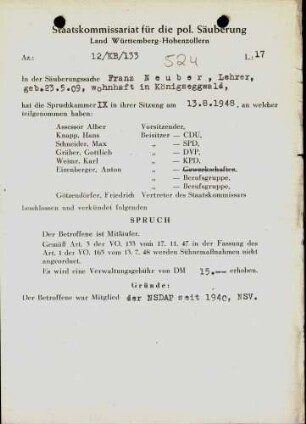 Staatskommissariat für die pol. Säuberung
Land Württemberg-Hohenzollern
Az.: 12/KB/133 524 L: 17
In der Säuberungssache Franz Neuber, Lehrer,
geb.23.5.09, wohnhaft in Königseggwald,
hat die Spruchkammer IX in ihrer Sitzung am 13.8.1948, an welcher
teilgenommen haben:
Assessor Alber Vorsitzender,
Knapp, Hans Beisitzer — CDU,
Schneider, Max „ — SPD,
Gröber, Gottlieb „ — DVP,
Weimz, Karl „ — KPD,
Eizenberger, Anton „ — Gewerkschaften,
„ — Berufsgruppe,
„ — Berufsgruppe,
Götzendörfer, Friedrich Vertreter des Staatskommissars
beschlossen und verkündet folgenden
SPRUCH
Der Betroffene ist Mitläufer.
Gemäß Art. 3 der VO. 133 vom 17. 11. 47 in der Fassung des
Art. 1 der VO. 165 vom 13. 7. 48 werden Sühnemaßnahmen nicht
angeordnet.
Es wird eine Verwaltungsgebühr von DM 15.— erhoben.
Gründe:
Der Betroffene war Mitglied der NSDAP seit 1940, NSV.